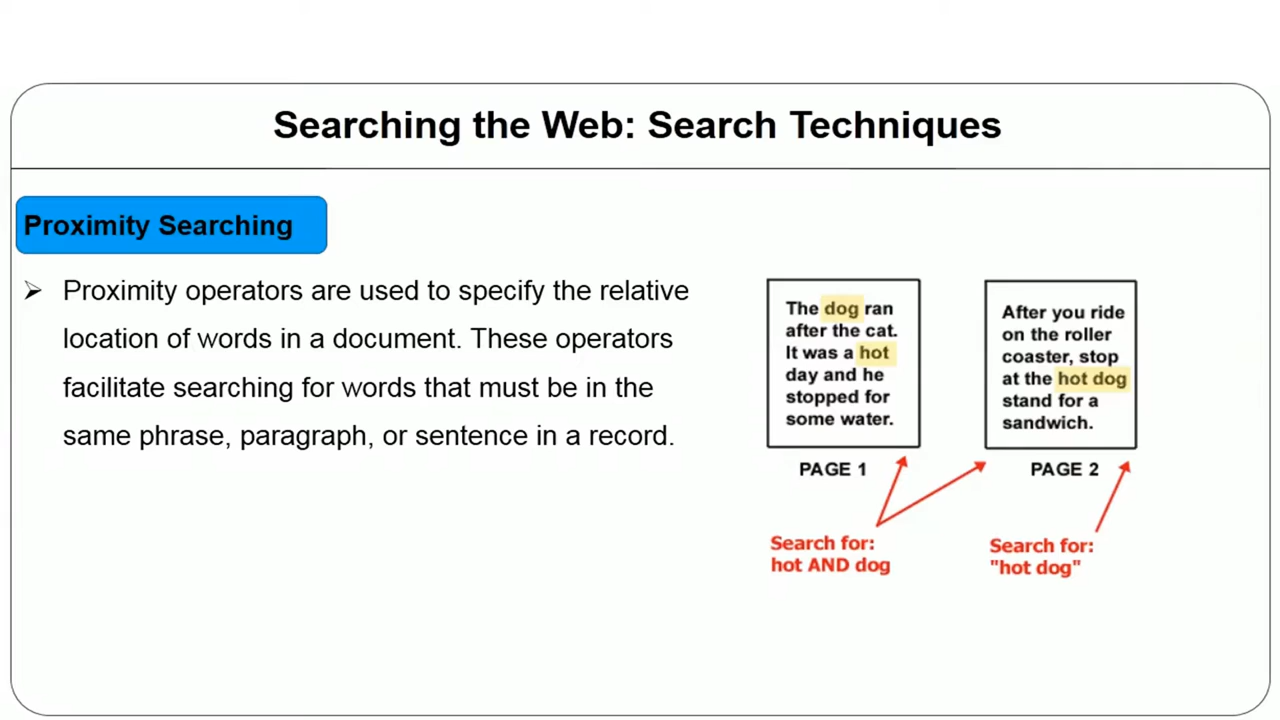 Searching the Web: Search Techniques
Proximity Searching
Proximity operators are used to specify the relative
location of words in a document. These operators
facilitate searching for words that must be in the
same phrase, paragraph, or sentence in a record.
The dog ran
after the cat.
It was a hot
day and he
stopped for
some water.
PAGE 1
After you ride
on the roller
coaster, stop
at the hot dog
stand for a
sandwich.
PAGE 2
Search for:
hot AND dog
Search for:
"hot dog"